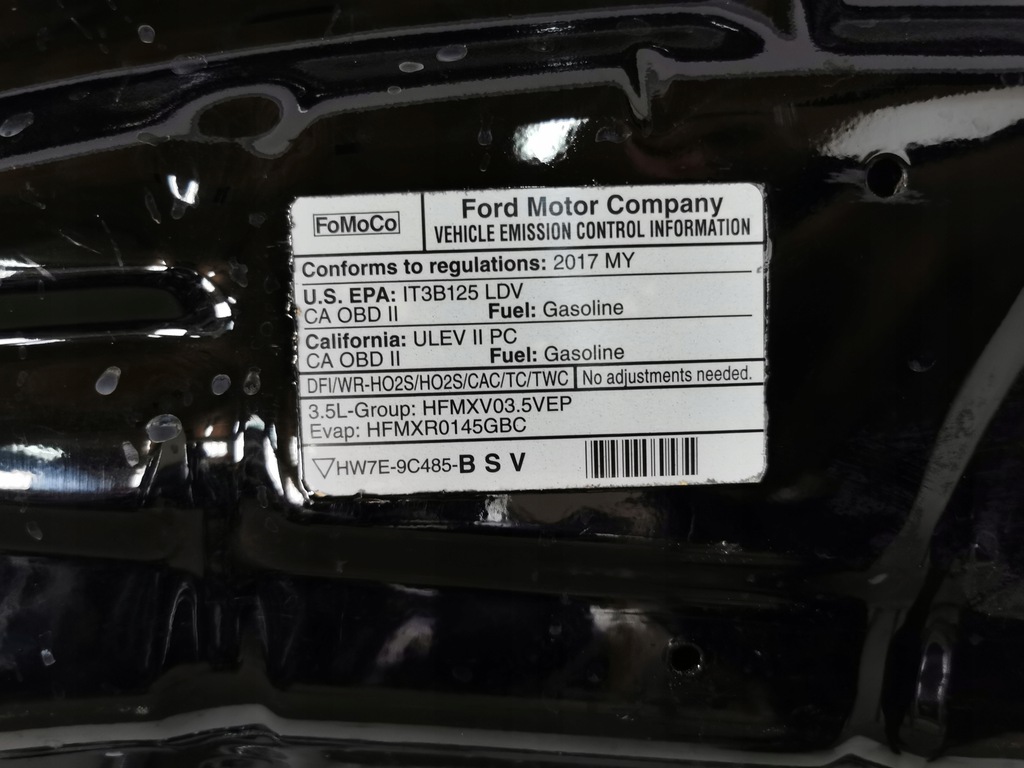 FoMoCo
Ford Motor Company
VEHICLE EMISSION CONTROL INFORMATION
Conforms to regulations: 2017 MY
U.S. EPA: IT3B125 LDV
CA OBD II Fuel: Gasoline
California: ULEV II PC
CA OBD II Fuel: Gasoline
DFI/WR-HO2S/HO2S/CAC/TC/TWC No adjustments needed.
3.5L-Group: HFMXV03.5VEP
Evap: HFMXR0145GBC
▽HW7E-9C485-B S V